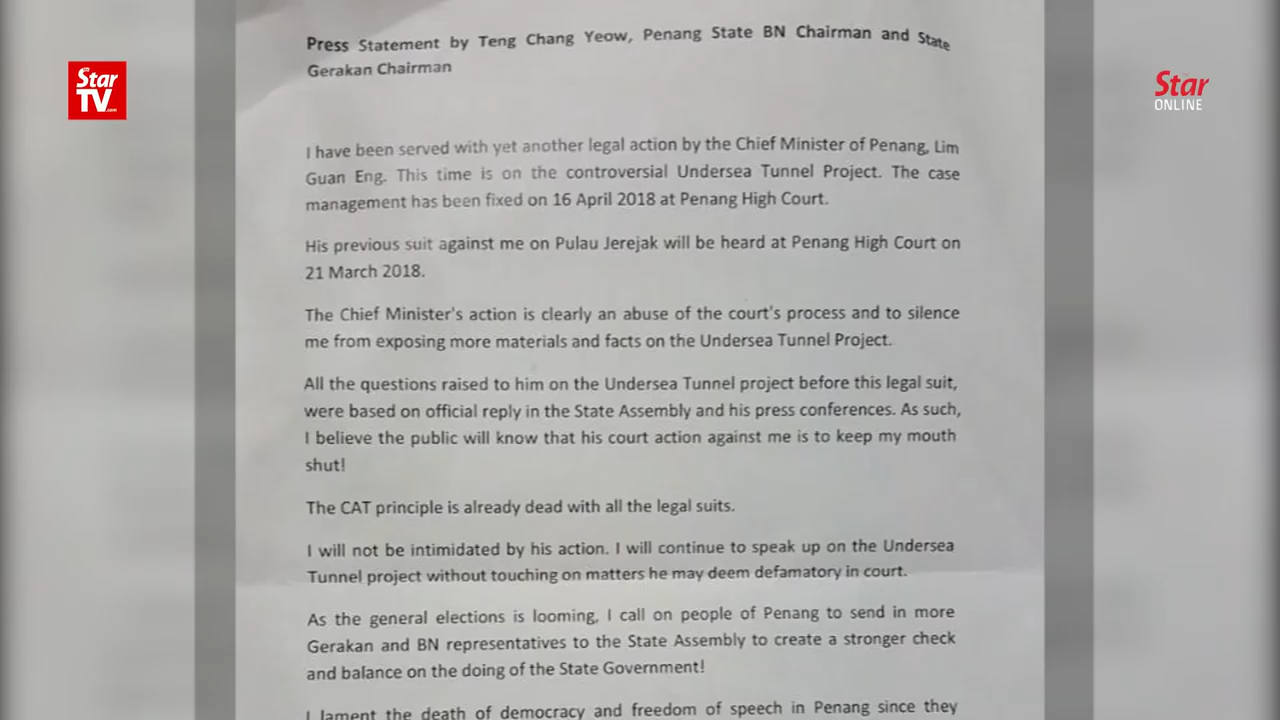 Star
TV.com
Star
ONLINE
Press Statement by Teng Chang Yeow, Penang State BN Chairman and State
Gerakan Chairman
I have been served with yet another legal action by the Chief Minister of Penang, Lim
Guan Eng. This time is on the controversial Undersea Tunnel Project. The case
management has been fixed on 16 April 2018 at Penang High Court.
His previous suit against me on Pulau Jerejak will be heard at Penang High Court on
21 March 2018.
The Chief Minister's action is clearly an abuse of the court's process and to silence
me from exposing more materials and facts on the Undersea Tunnel Project.
All the questions raised to him on the Undersea Tunnel project before this legal suit,
were based on official reply in the State Assembly and his press conferences. As such,
I believe the public will know that his court action against me is to keep my mouth
shut!
The CAT principle is already dead with all the legal suits.
I will not be intimidated by his action. I will continue to speak up on the Undersea
Tunnel project without touching on matters he may deem defamatory in court.
As the general elections is looming, I call on people of Penang to send in more
Gerakan and BN representatives to the State Assembly to create a stronger check
and balance on the doing of the State Government!
I lament the death of democracy and freedom of speech in Penang since they